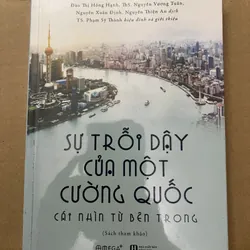 Đào Thị Hồng Hạnh, ThS. Nguyễn Vương Tuấn,
Nguyễn Xuân Định, Nguyễn Thiện An dịch
TS. Phạm Sỹ Thành hiệu đính và giới thiệu
SỰ TRỖI DẬY
CỦA MỘT
CƯỜNG QUỐC
CÁI NHÌN TỪ BÊN TRONG
(Sách tham khảo)
OMEGA+